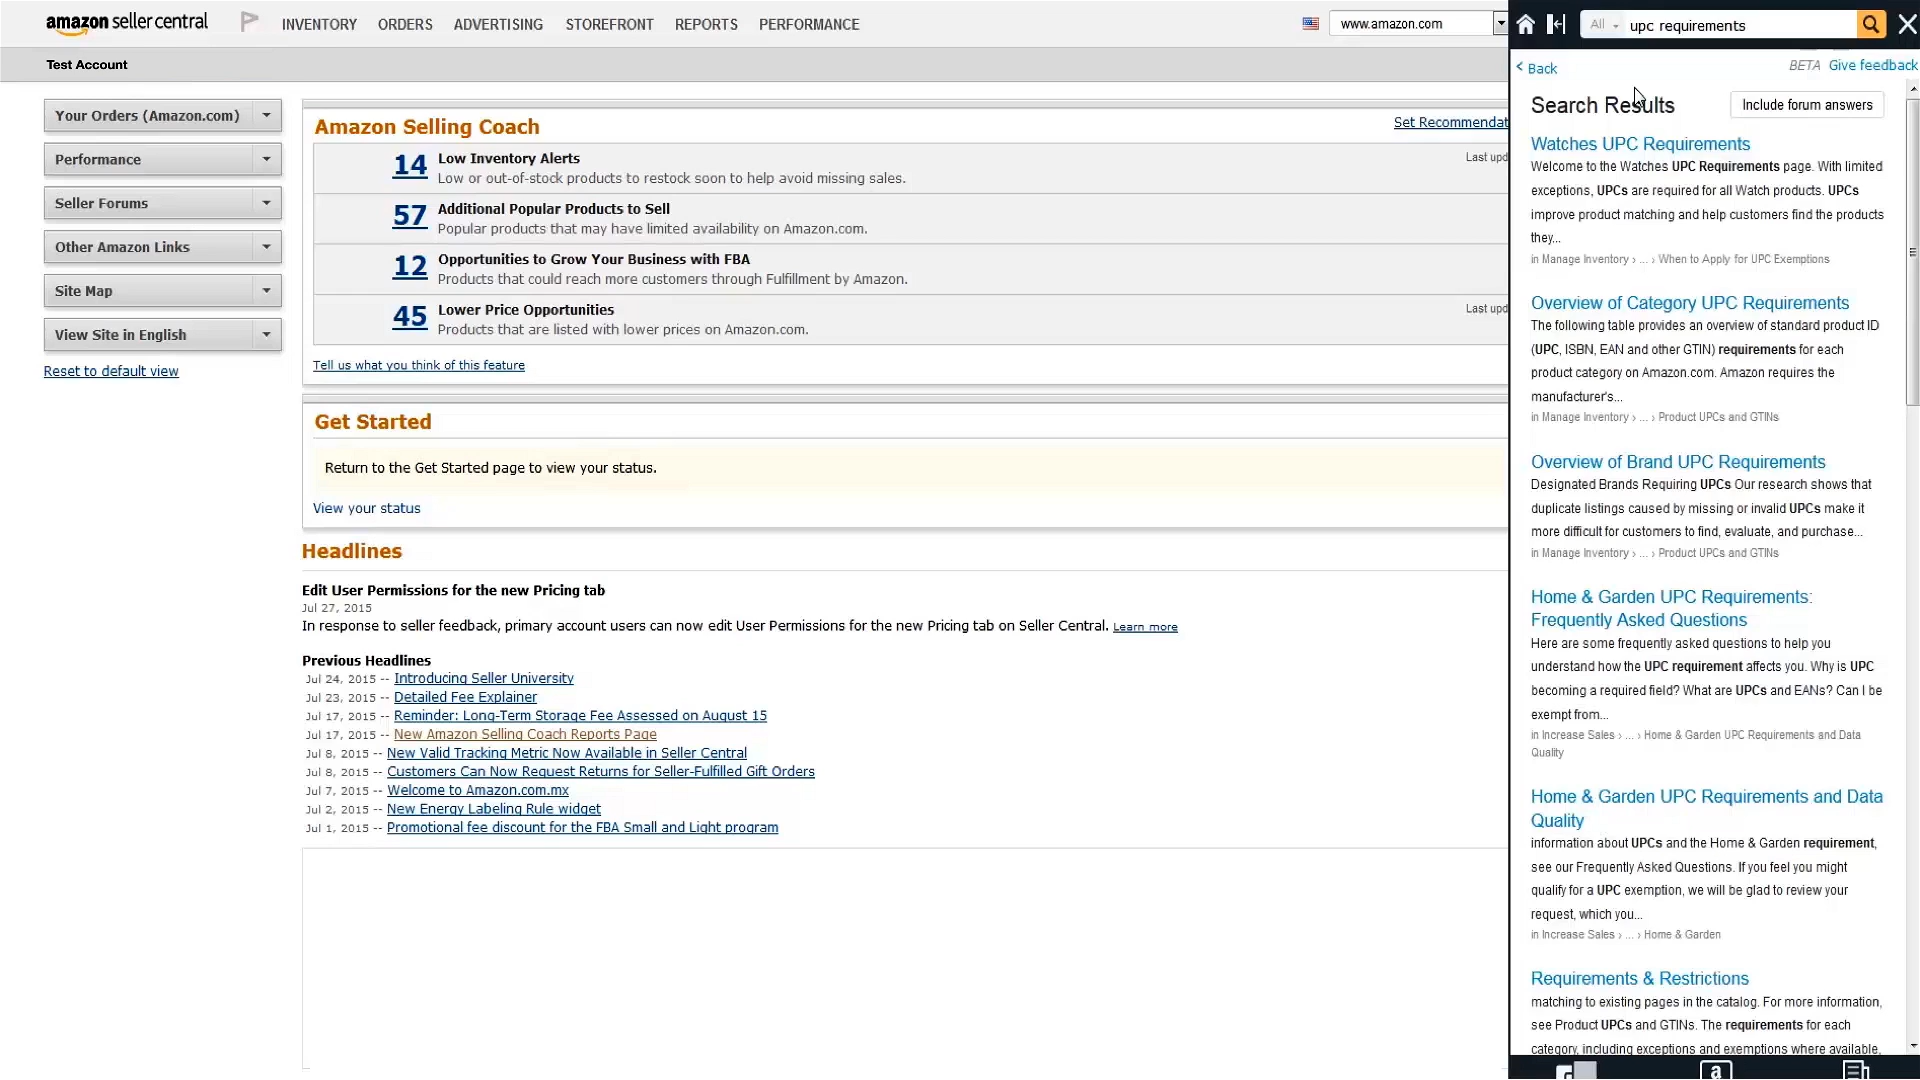 amazon seller central
INVENTORY ORDERS ADVERTISING STOREFRONT REPORTS PERFORMANCE
www.amazon.com
Test Account
Your Orders (Amazon.com)
Performance
Seller Forums
Other Amazon Links
Site Map
View Site in English
Reset to default view
Amazon Selling Coach
Set Recommendat
14 Low Inventory Alerts
Last upd
Low or out-of-stock products to restock soon to help avoid missing sales.
57 Additional Popular Products to Sell
Popular products that may have limited availability on Amazon.com.
12 Opportunities to Grow Your Business with FBA
Products that could reach more customers through Fulfillment by Amazon.
45 Lower Price Opportunities
Last upd
Products that are listed with lower prices on Amazon.com.
Tell us what you think of this feature
Get Started
Return to the Get Started page to view your status.
View your status
Headlines
Edit User Permissions for the new Pricing tab
Jul 27, 2015
In response to seller feedback, primary account users can now edit User Permissions for the new Pricing tab on Seller Central. Learn more
Previous Headlines
Jul 24, 2015 -- Introducing Seller University
Jul 23, 2015 -- Detailed Fee Explainer
Jul 17, 2015 -- Reminder: Long-Term Storage Fee Assessed on August 15
Jul 17, 2015 -- New Amazon Selling Coach Reports Page
Jul 8, 2015 -- New Valid Tracking Metric Now Available in Seller Central
Jul 8, 2015 -- Customers Can Now Request Returns for Seller-Fulfilled Gift Orders
Jul 7, 2015 -- Welcome to Amazon.com.mx
Jul 2, 2015 -- New Energy Labeling Rule widget
Jul 1, 2015 -- Promotional fee discount for the FBA Small and Light program
All upc requirements
< Back
BETA Give feedback
Search Results
Include forum answers
Watches UPC Requirements
Welcome to the Watches UPC Requirements page. With limited
exceptions, UPCs are required for all Watch products. UPCs
improve product matching and help customers find the products
they...
in Manage Inventory › ... › When to Apply for UPC Exemptions
Overview of Category UPC Requirements
The following table provides an overview of standard product ID
(UPC, ISBN, EAN and other GTIN) requirements for each
product category on Amazon.com. Amazon requires the
manufacturer's...
in Manage Inventory › ... › Product UPCs and GTINs
Overview of Brand UPC Requirements
Designated Brands Requiring UPCs Our research shows that
duplicate listings caused by missing or invalid UPCs make it
more difficult for customers to find, evaluate, and purchase...
in Manage Inventory › ... › Product UPCs and GTINs
Home & Garden UPC Requirements:
Frequently Asked Questions
Here are some frequently asked questions to help you
understand how the UPC requirement affects you. Why is UPC
becoming a required field? What are UPCs and EANs? Can I be
exempt from...
in Increase Sales › ... › Home & Garden UPC Requirements and Data
Quality
Home & Garden UPC Requirements and Data
Quality
information about UPCs and the Home & Garden requirement,
see our Frequently Asked Questions. If you feel you might
qualify for a UPC exemption, we will be glad to review your
request, which you...
in Increase Sales › ... › Home & Garden
Requirements & Restrictions
matching to existing pages in the catalog. For more information,
see Product UPCs and GTINs. The requirements for each
category, including exceptions and exemptions where available,
a